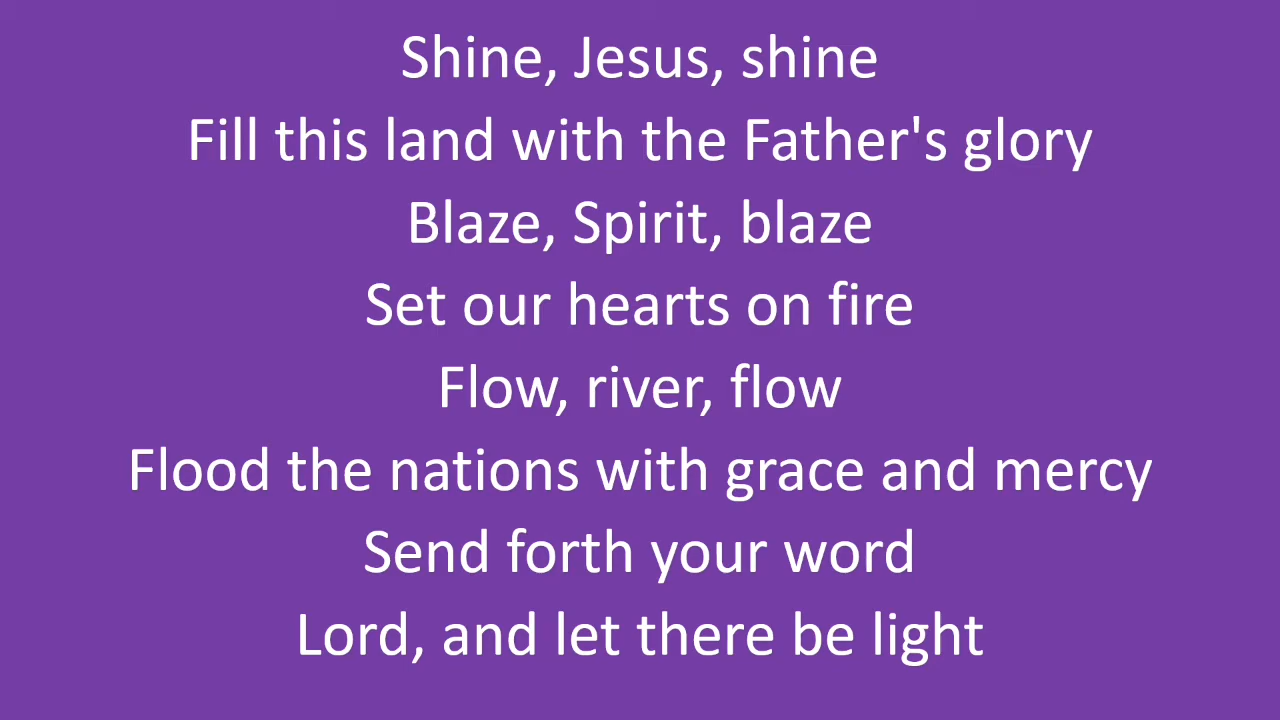 Shine, Jesus, shine
Fill this land with the Father's glory
Blaze, Spirit, blaze
Set our hearts on fire
Flow, river, flow
Flood the nations with grace and mercy
Send forth your word
Lord, and let there be light